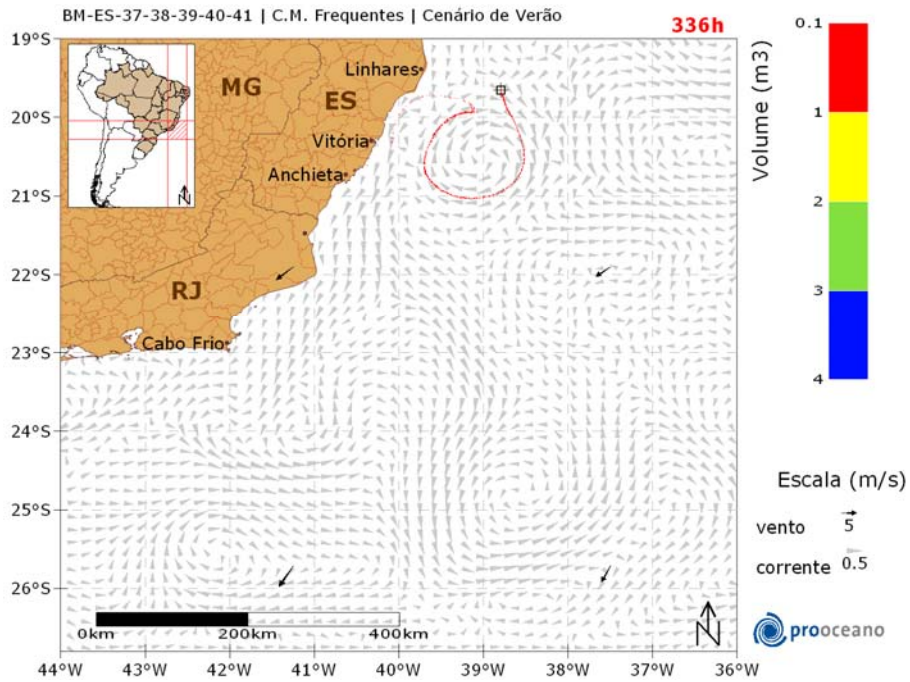 BM-ES-37-38-39-40-41 | C.M. Frequentes | Cenário de Verão
336h
19°S
20°S
21°S
22°S
23°S
24°S
25°S
26°S
44°W
43°W
42°W
41°W
40°W
39°W
38°W
37°W
36°W
MG
ES
RJ
Linhares
Vitória
Anchieta
Cabo Frio
N
0km
200km
400km
N
Volume (m3)
0.1
1
2
3
4
Escala (m/s)
vento
5
corrente
0.5
prooceano